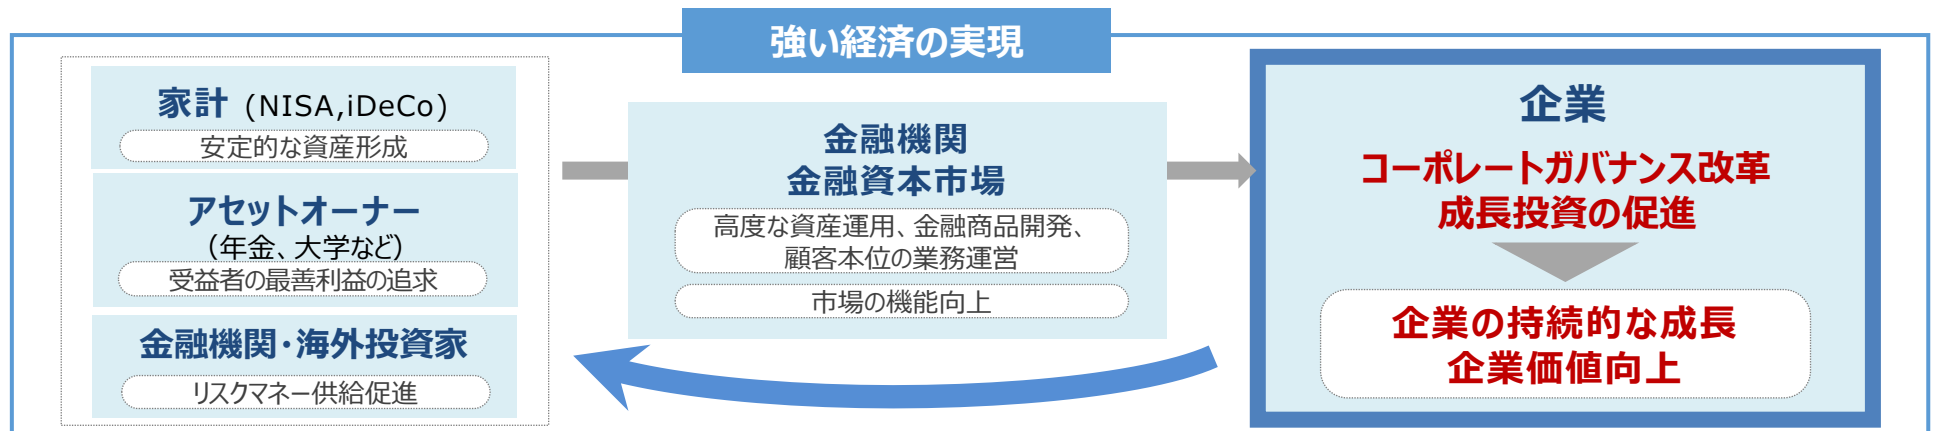 強い経済の実現
家計 (NISA,iDeCo)
安定的な資産形成
アセットオーナー
(年金、大学など)
受益者の最善利益の追求
金融機関・海外投資家
リスクマネー供給促進
金融機関
金融資本市場
高度な資産運用、金融商品開発、
顧客本位の業務運営
市場の機能向上
企業
コーポレートガバナンス改革
成長投資の促進
企業の持続的な成長
企業価値向上